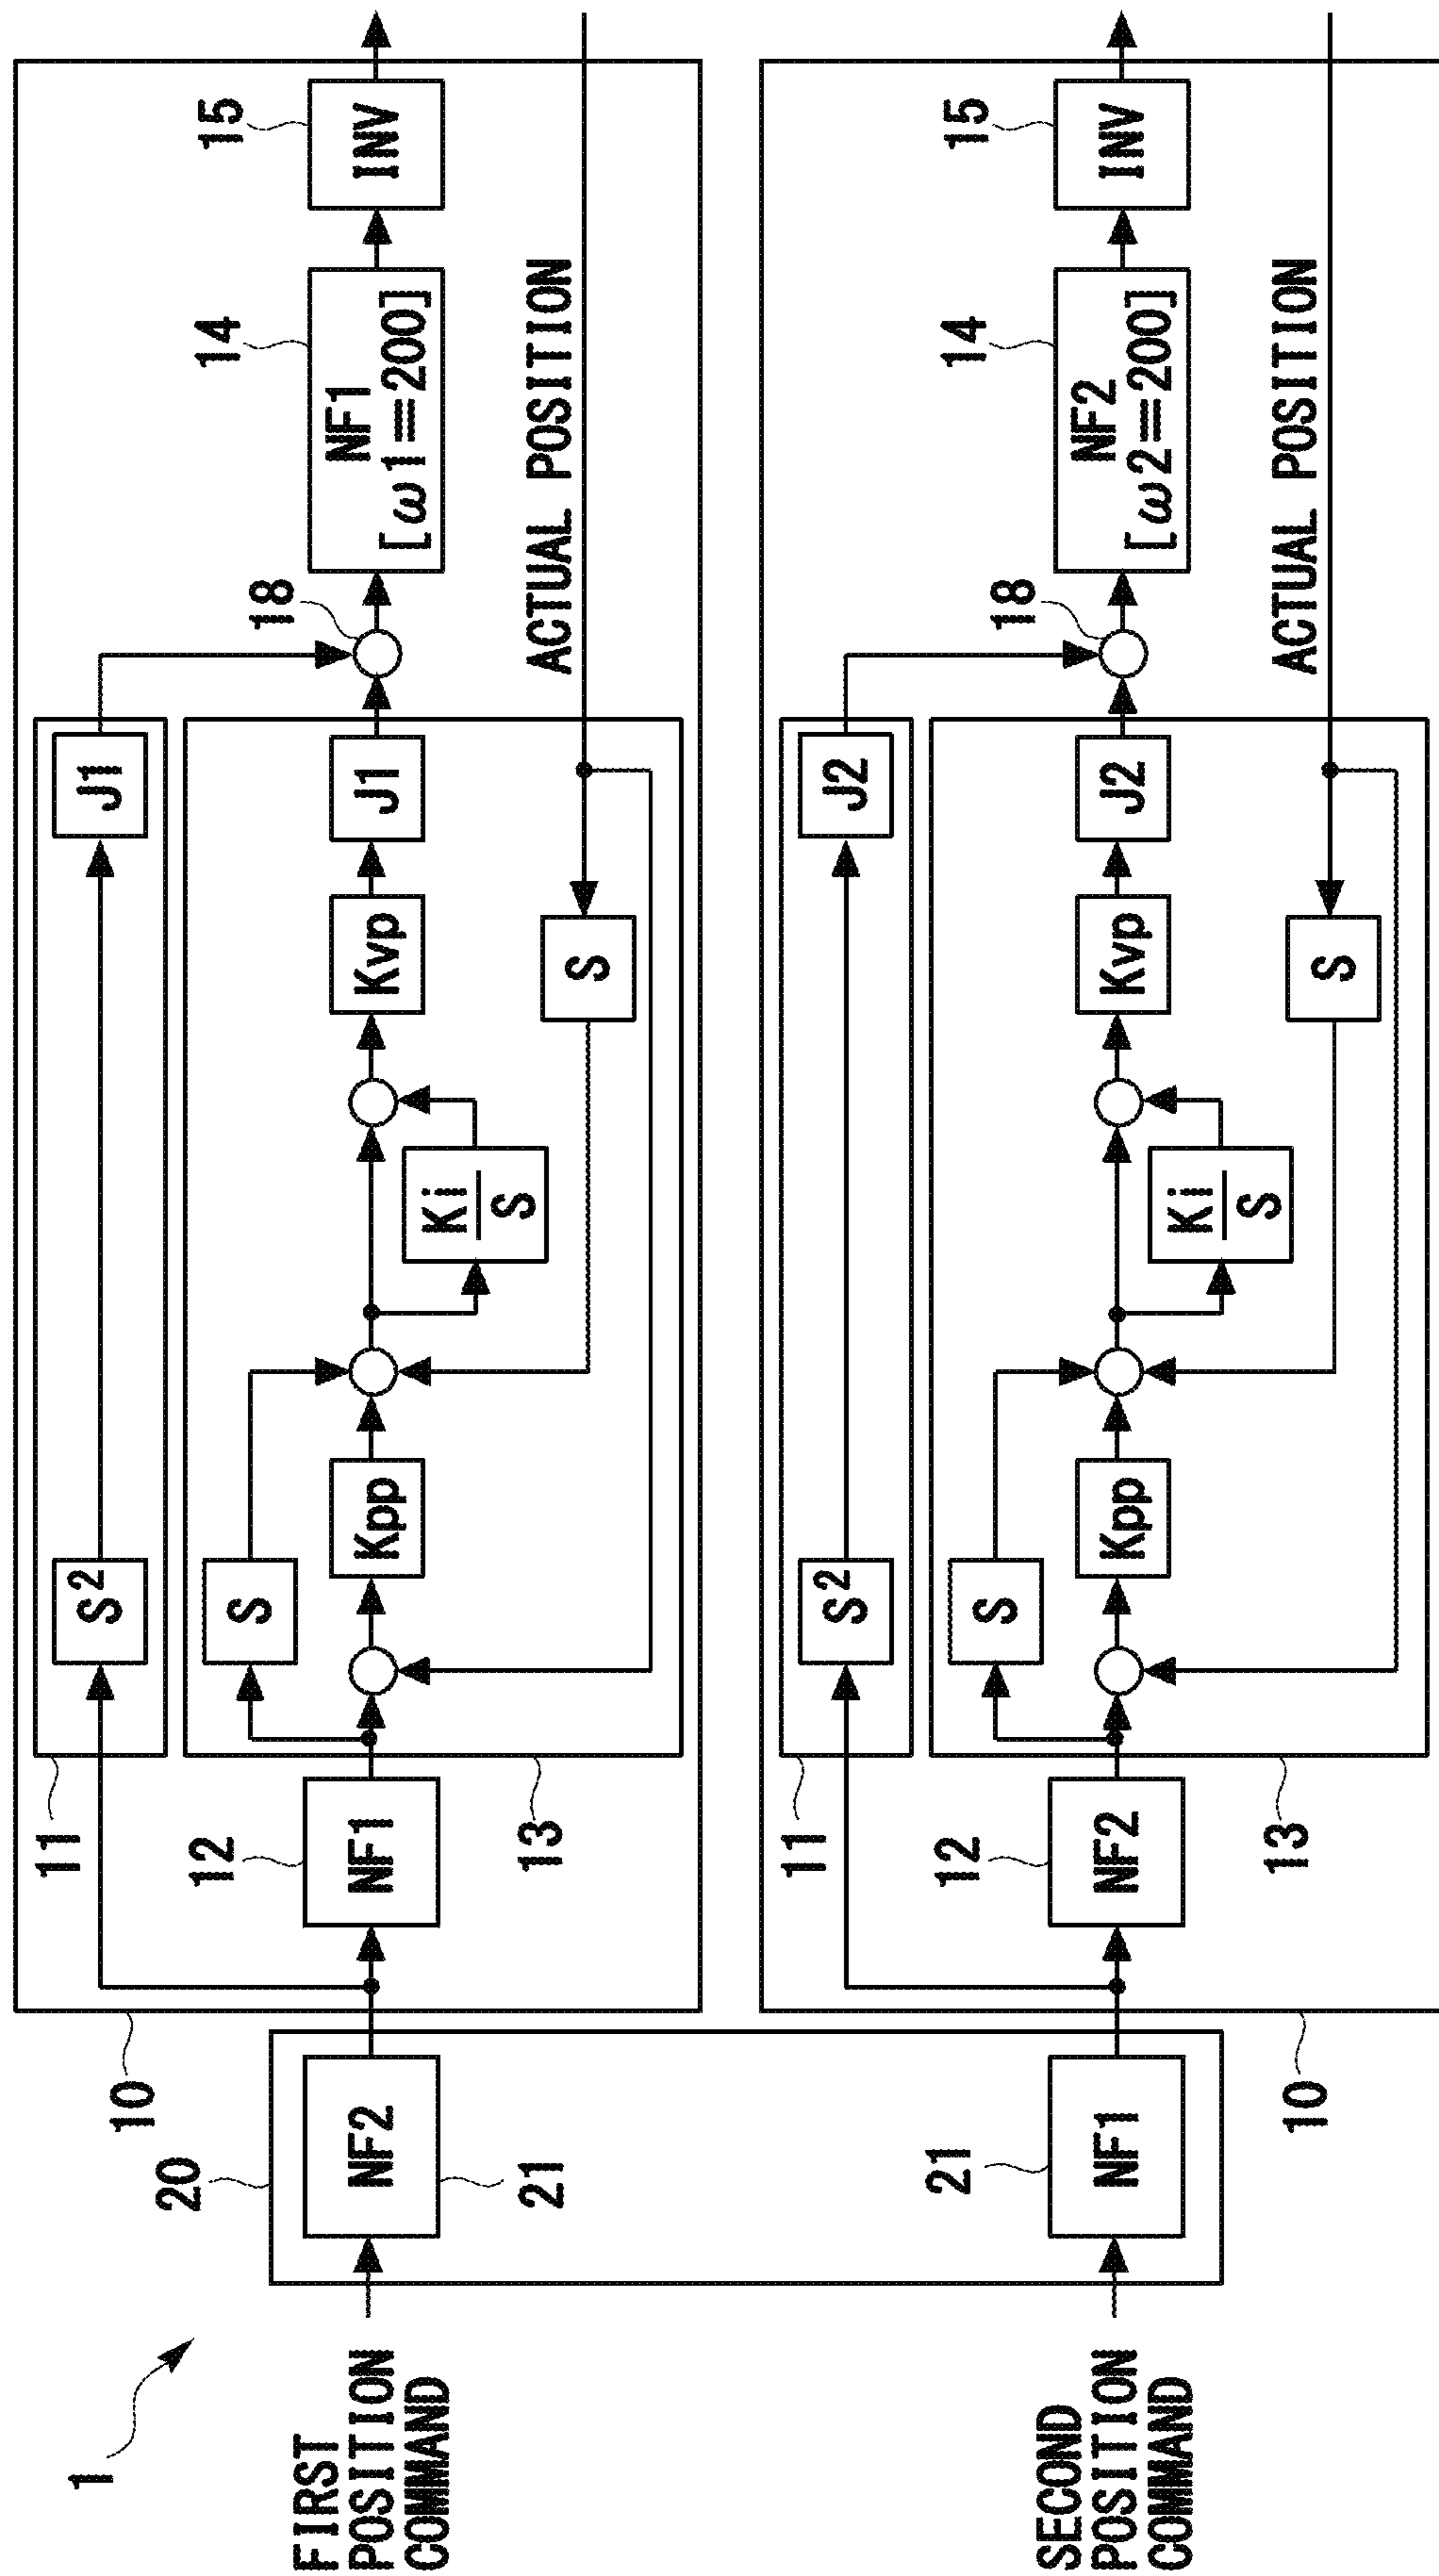 1
FIRST
POSITION
COMMAND
20
NF2
21
10
11
S²
J1
12
NF1
S
Kpp
Ki
S
Kvp
J1
S
13
18
14
NF1
[ω1=200]
15
INV
ACTUAL POSITION
SECOND
POSITION
COMMAND
21
NF1
10
11
S²
J2
12
NF2
S
Kpp
Ki
S
Kvp
J2
S
13
18
14
NF2
[ω2=200]
15
INV
ACTUAL POSITION